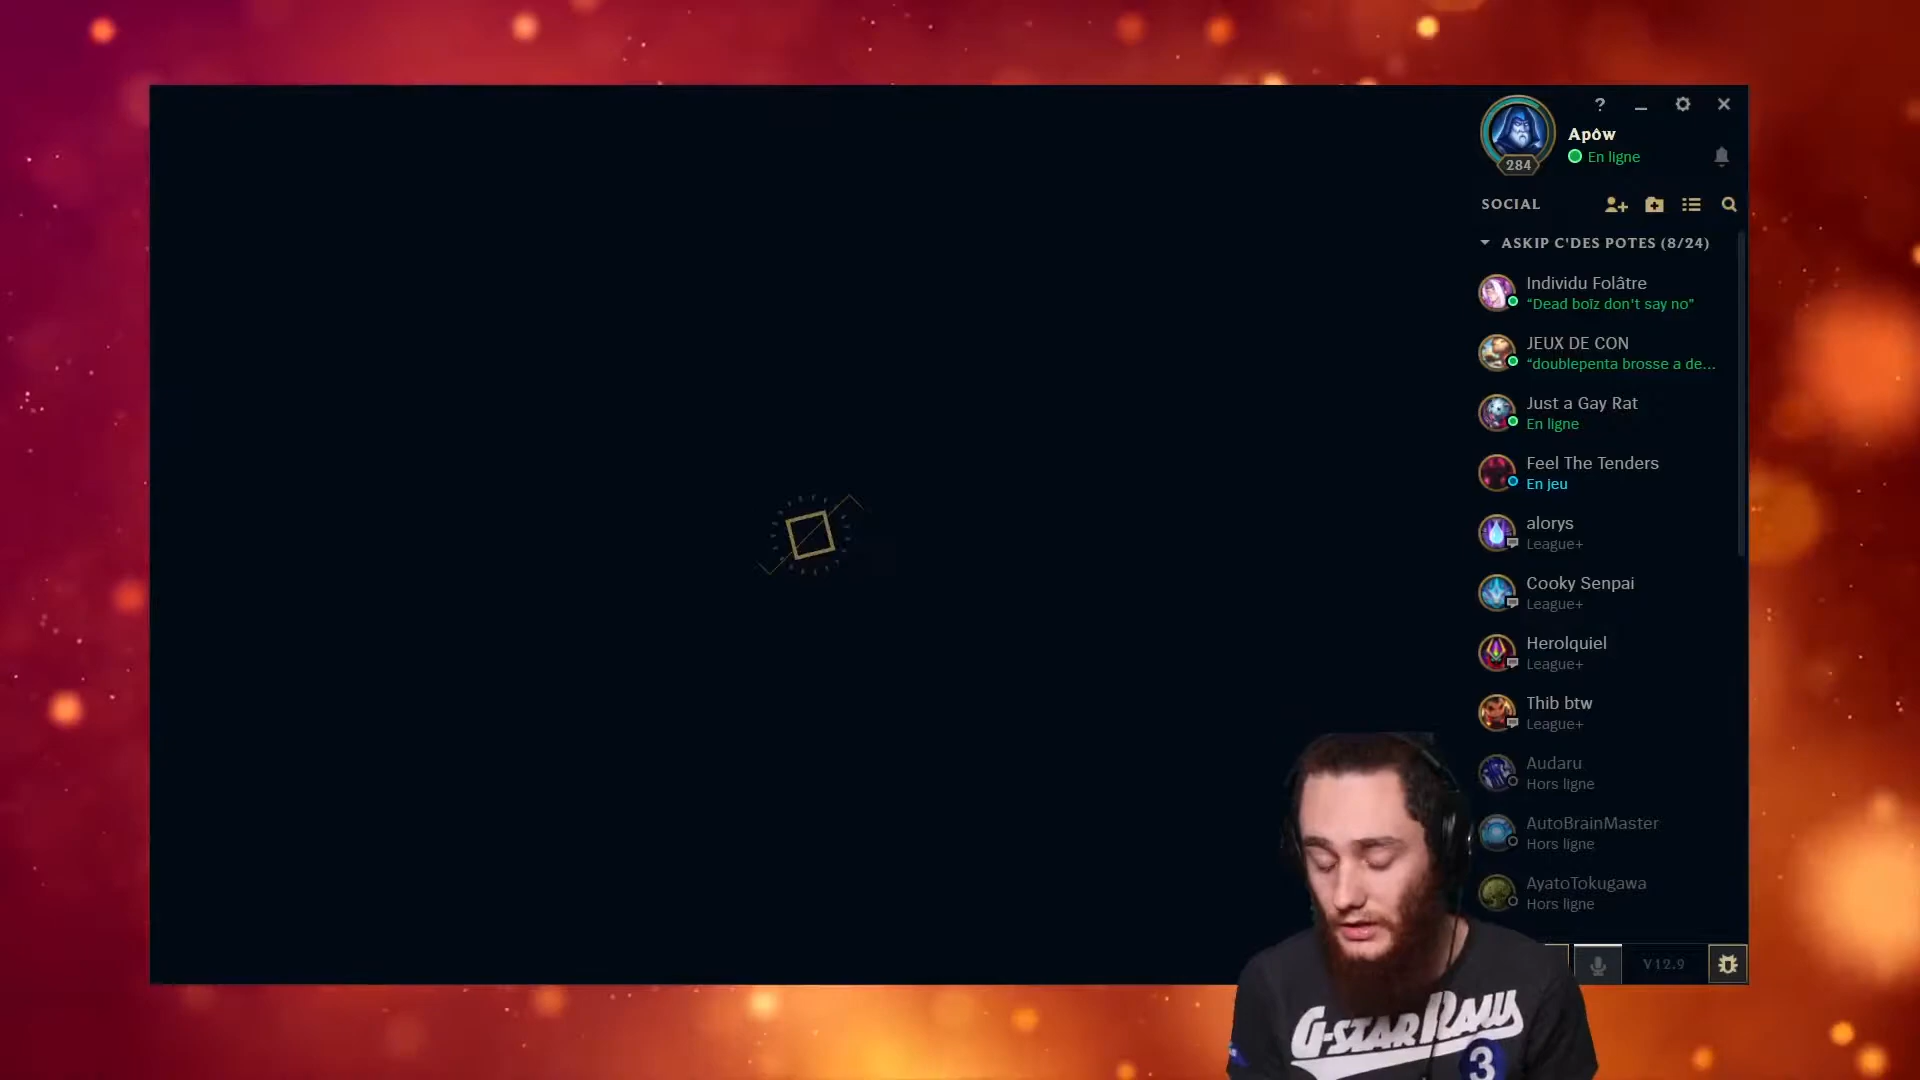 ?
Apôw
En ligne
284
SOCIAL
ASKIP C'DES POTES (8/24)
Individu Folâtre
“Dead boïz don't say no”
JEUX DE CON
“doublepenta brosse a de...
Just a Gay Rat
En ligne
Feel The Tenders
En jeu
alorys
League+
Cooky Senpai
League+
Herolquiel
League+
Thib btw
League+
Audaru
Hors ligne
AutoBrainMaster
Hors ligne
AyatoTokugawa
Hors ligne
V12.9
G-STAR RAW
3